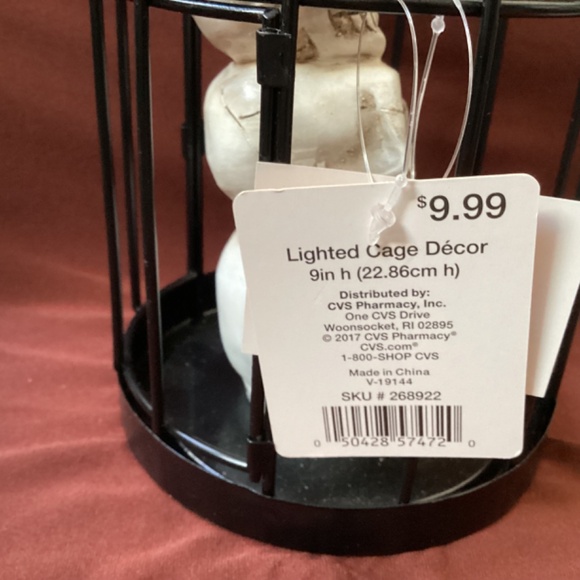 $9.99
Lighted Cage Décor
9in h (22.86cm h)
Distributed by:
CVS Pharmacy, Inc.
One CVS Drive
Woonsocket, RI 02895
© 2017 CVS Pharmacy®
CVS.com®
1-800-SHOP CVS
Made in China
V-19144
SKU # 268922
0 50428 57472 0